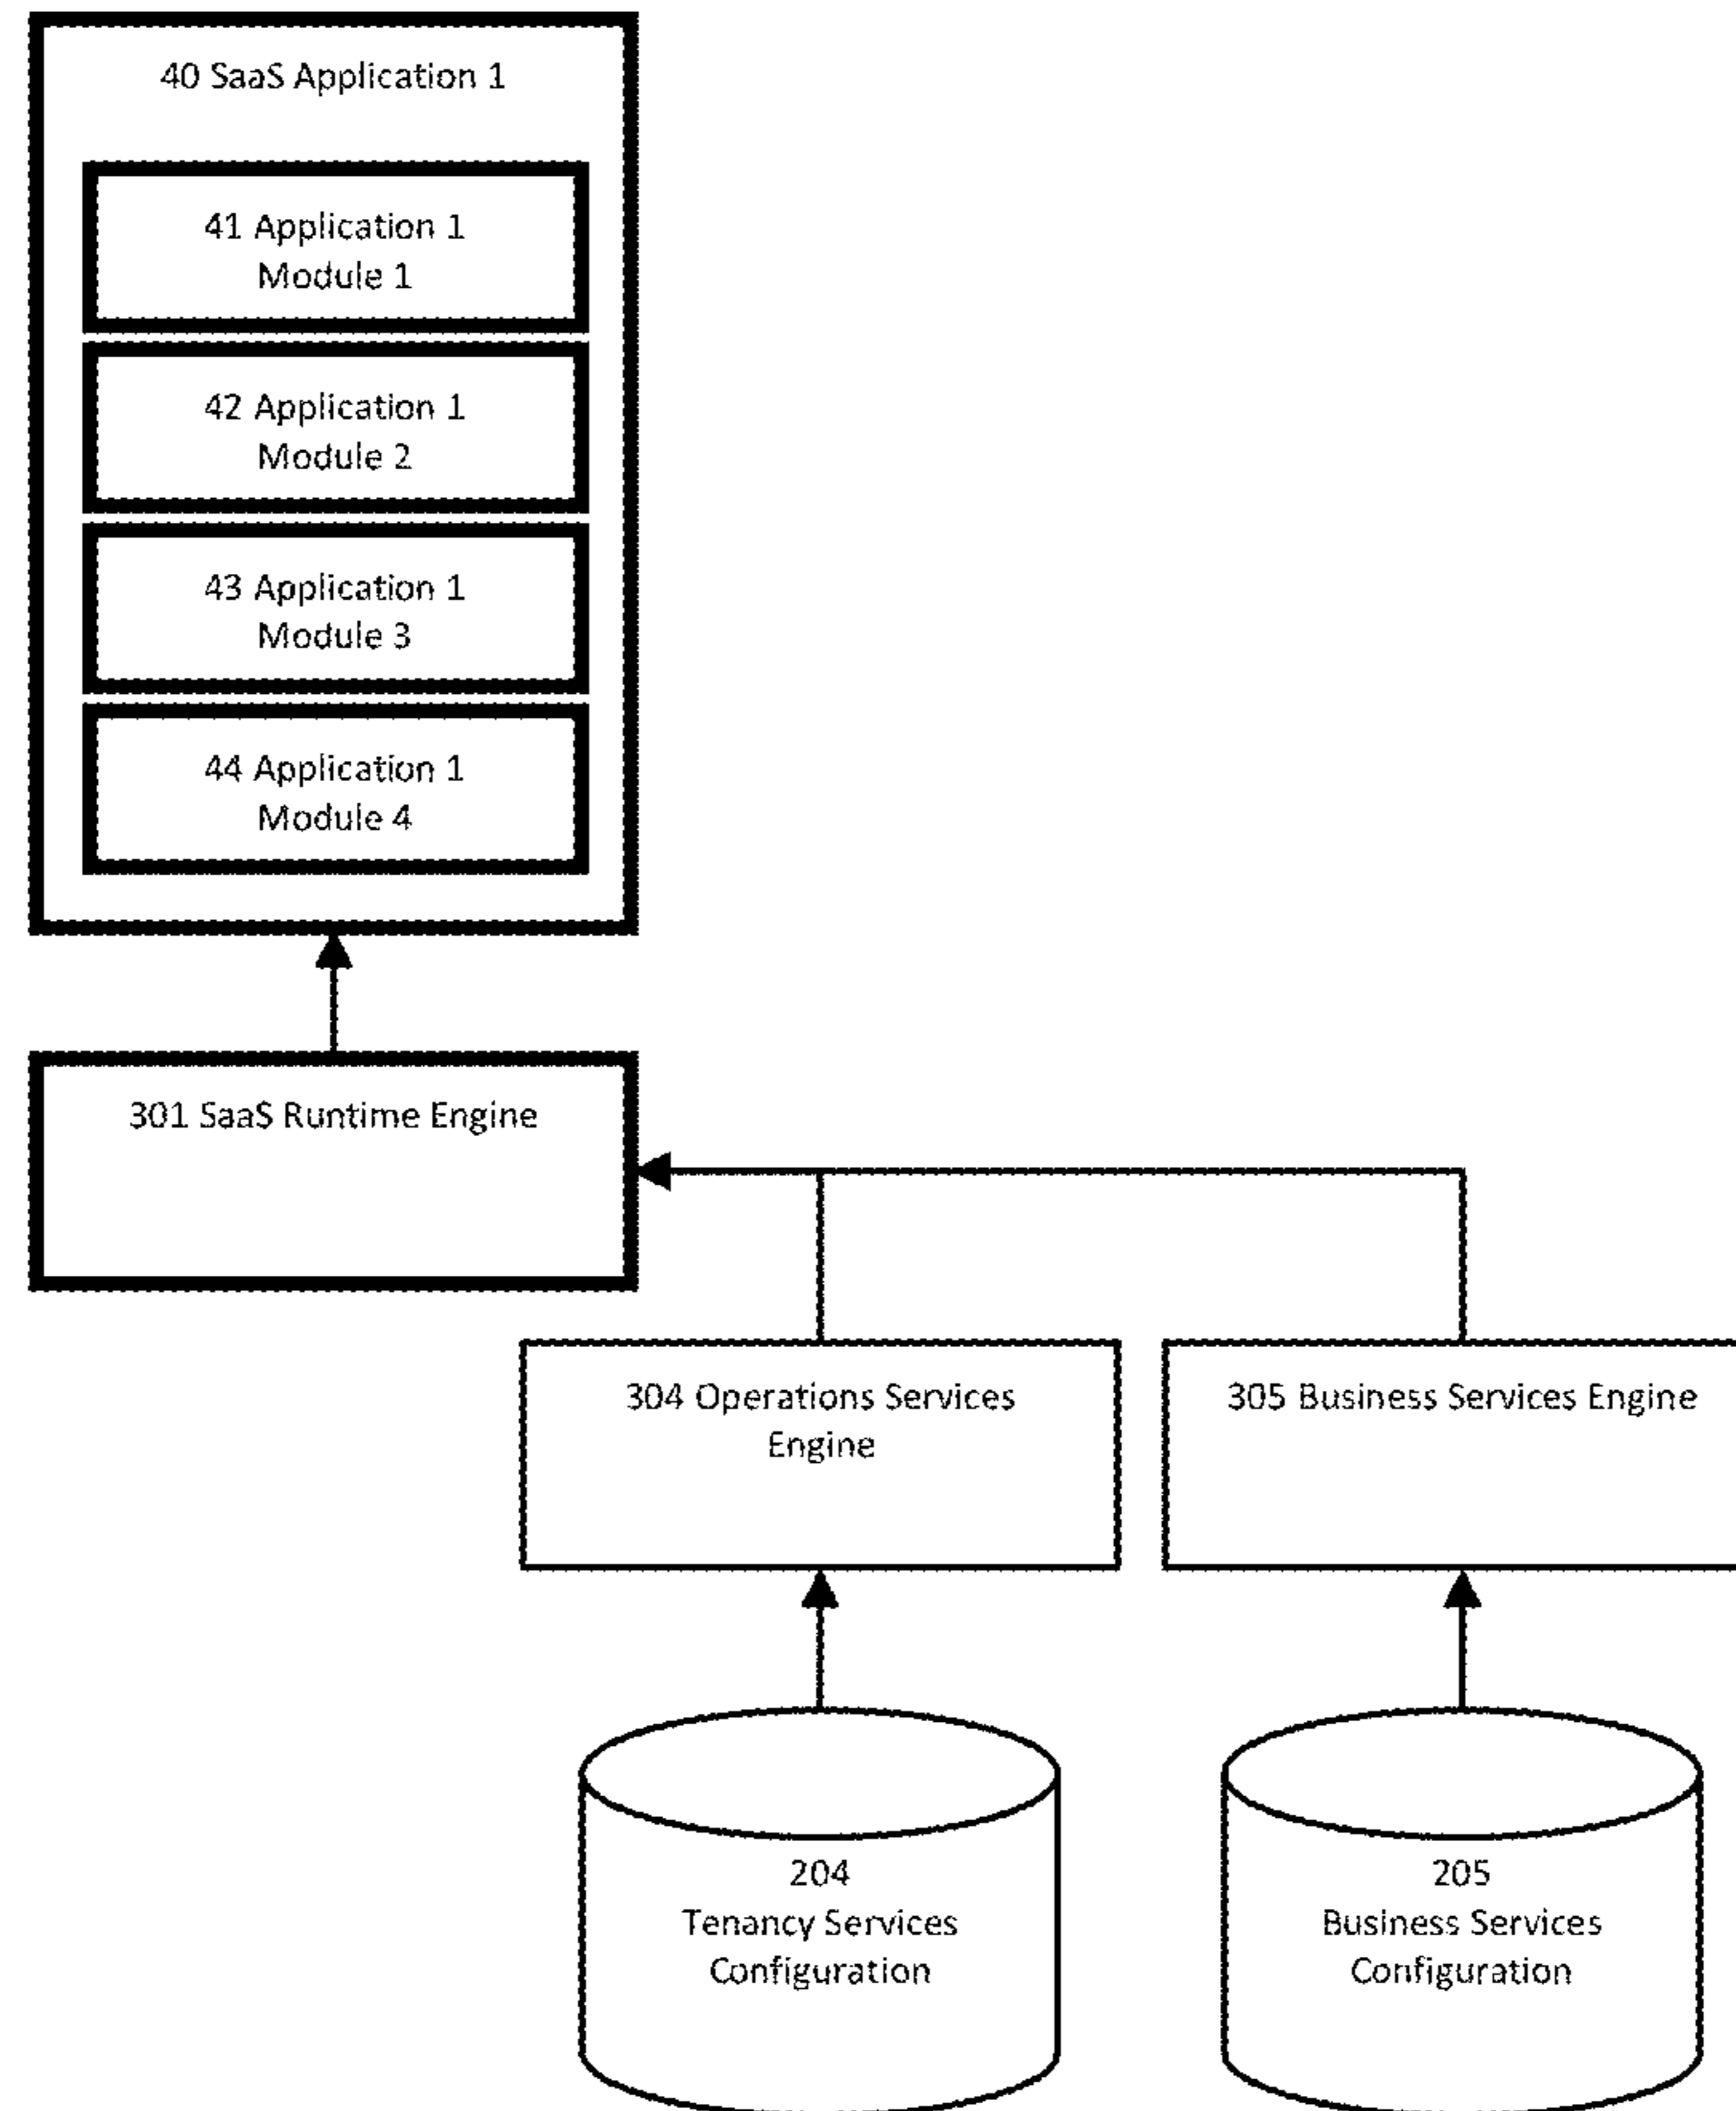 40 SaaS Application 1
41 Application 1
Module 1
42 Application 1
Module 2
43 Application 1
Module 3
44 Application 1
Module 4
301 SaaS Runtime Engine
304 Operations Services
Engine
305 Business Services Engine
204
Tenancy Services
Configuration
205
Business Services
Configuration